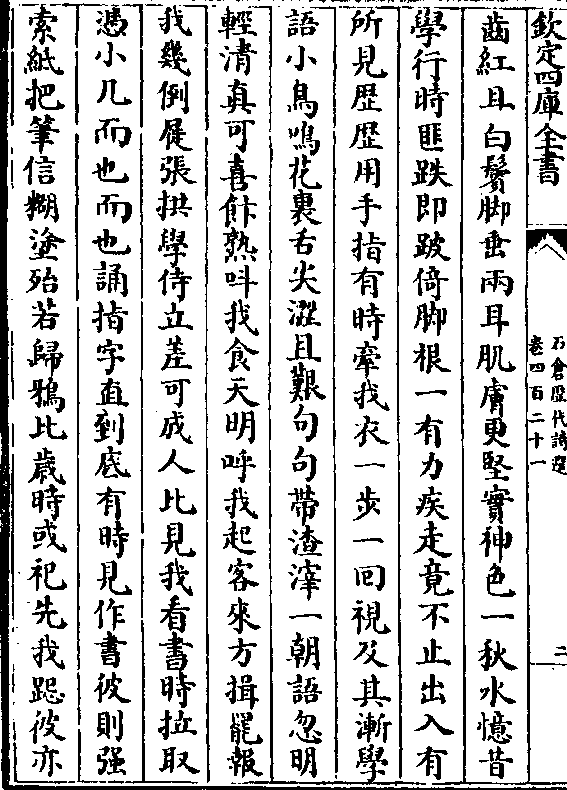 欽定四庫全書
石倉歴代詩選
卷四百二十一
二
齒紅且白鬢脚垂兩耳肌膚更堅實神色一秋水憶昔
學行時匪跌即跛倚脚根一有力疾走竟不止出入有
所見歴歴用手指有時牽我衣一步一回視及其漸學
語小鳥鳴花裏舌尖澀且艱句句帶渣滓一朝語忽明
輕清真可喜飰熟呌我食天明呼我起客來方揖罷報
我幾倒屣張拱學侍立差可成人比見我看書時拉取
凴小几而也而也誦指字直到底有時見作書彼則强
索紙把筆信糊塗殆若歸鴉比歲時或祀先我跽彼亦